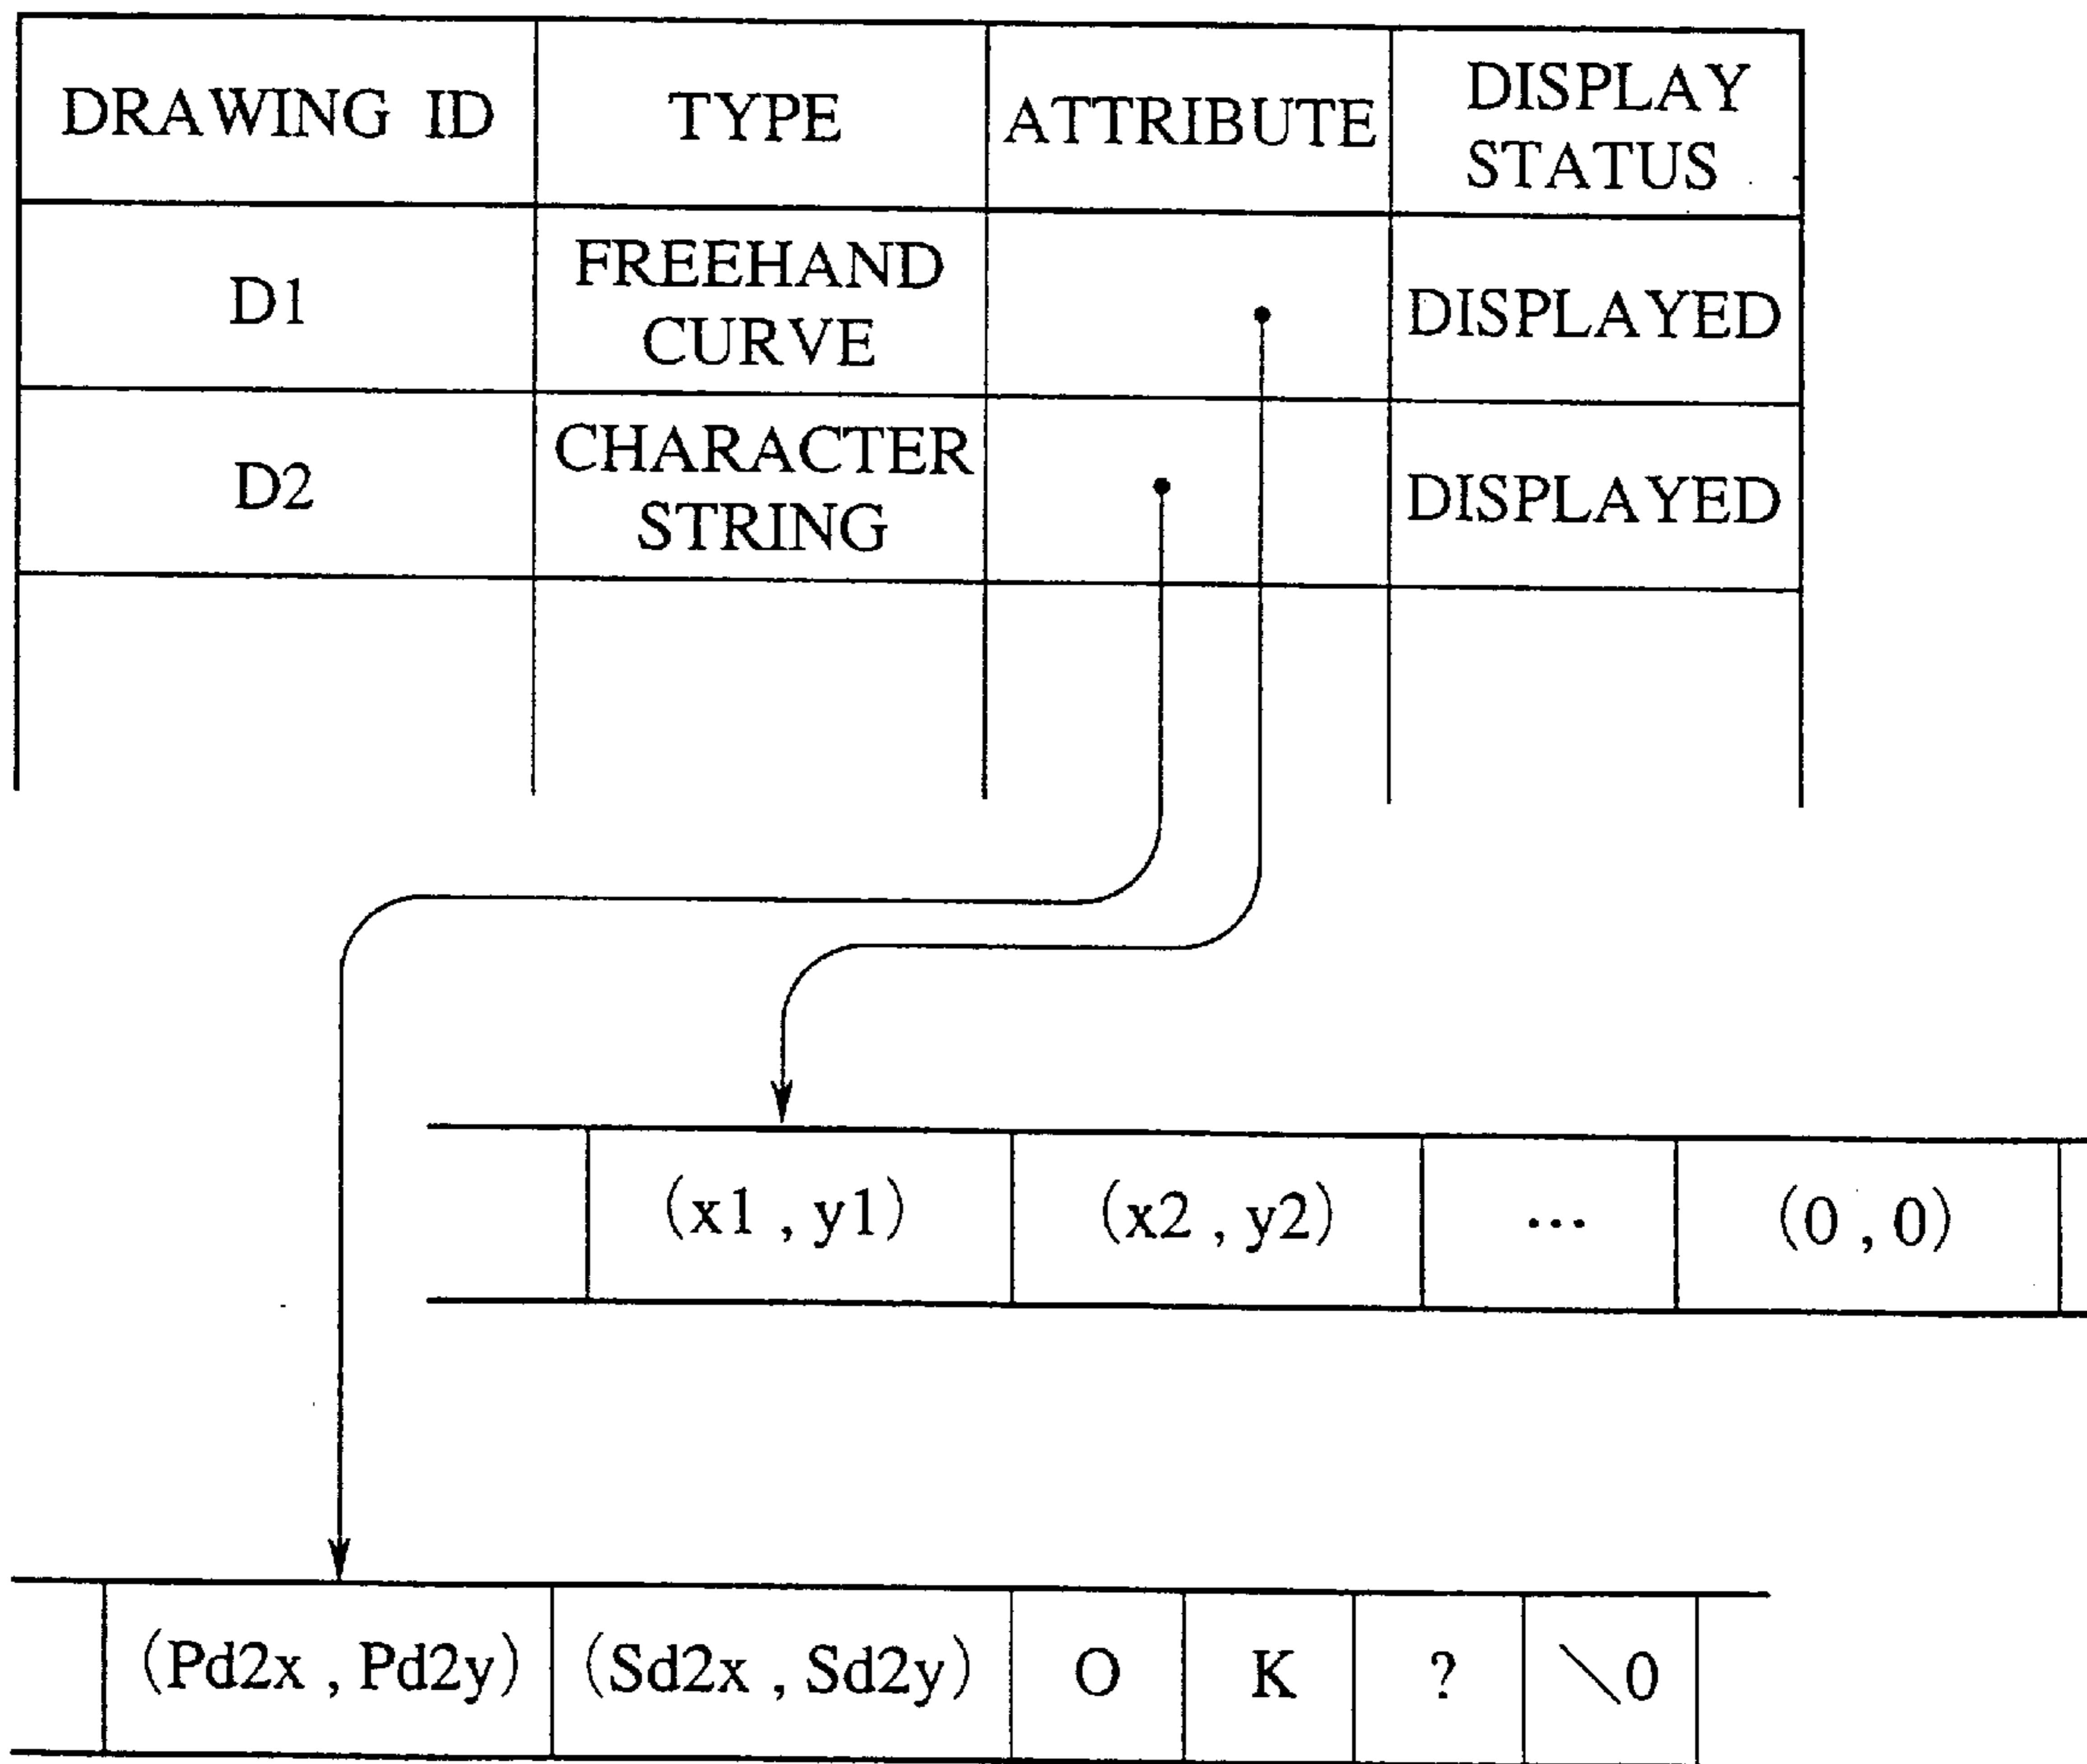 DRAWING ID TYPE ATTRIBUTE DISPLAY STATUS
D1 FREEHAND CURVE DISPLAYED
D2 CHARACTER STRING DISPLAYED
(x1 , y1) (x2 , y2) ... (0 , 0)
(Pd2x , Pd2y) (Sd2x , Sd2y) O K ? \0